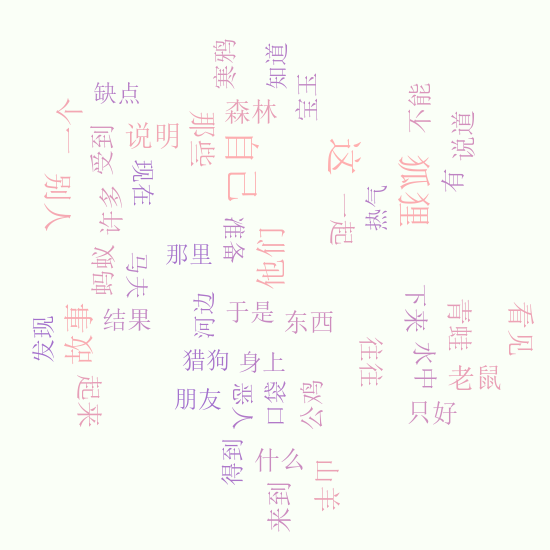 寒鸦
知道
宝玉
缺点
不能
森林
一个
说明
受到
那些
自己
说道
这
现在
狐狸
有
别人
许多
一起
热气
准备
那里
他们
蚂蚁
马夫
河边
于是
东西
下来
青蛙
看见
发现
故事
结果
水中
猎狗
身上
往往
老鼠
起来
朋友
恶人
口袋
公鸡
只好
得到
什么
山羊
来到